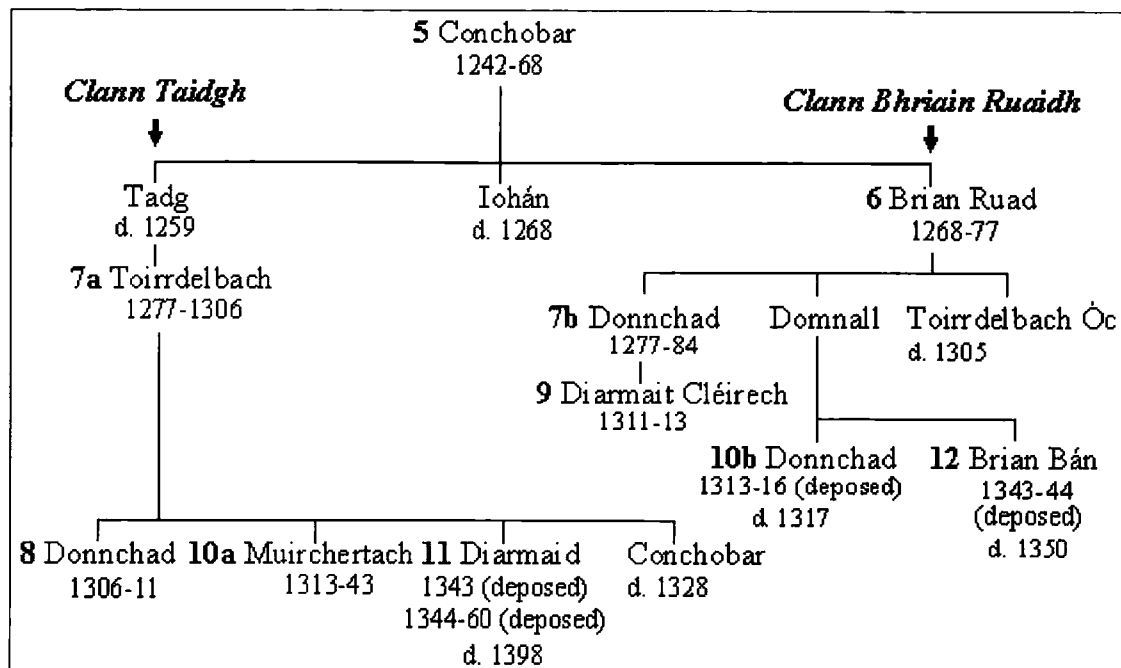 5 Conchobar
1242-68
Clann Taidgh
Clann Bhriain Ruaidh
Tadg
d. 1259
Iohán
d. 1268
6 Brian Ruad
1268-77
7a Toirrdelbach
1277-1306
7b Donnchad
1277-84
Domnall
Toirrdelbach Óc
d. 1305
9 Diarmait Cléirech
1311-13
10b Donnchad
1313-16 (deposed)
d 1317
12 Brian Bán
1343-44
(deposed)
d. 1350
8 Donnchad
1306-11
10a Muirchertach
1313-43
11 Diarmaid
1343 (deposed)
1344-60 (deposed)
d. 1398
Conchobar
d. 1328